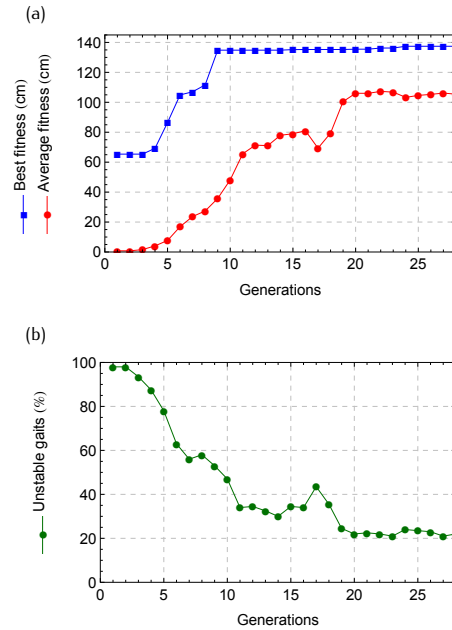 (a)
140
120
100
80
60
40
20
0
0 5 10 15 20 25
Generations
Best fitness (cm)
Average fitness (cm)
(b)
100
80
60
40
20
0
0 5 10 15 20 25
Generations
Unstable gaits (%)